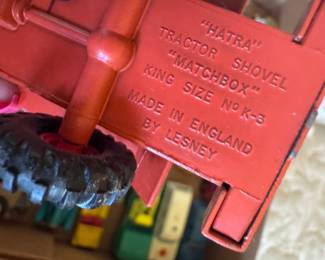 "HATRA"
TRACTOR SHOVEL
"MATCHBOX"
KING SIZE NO K-3
MADE IN ENGLAND
BY LESNEY